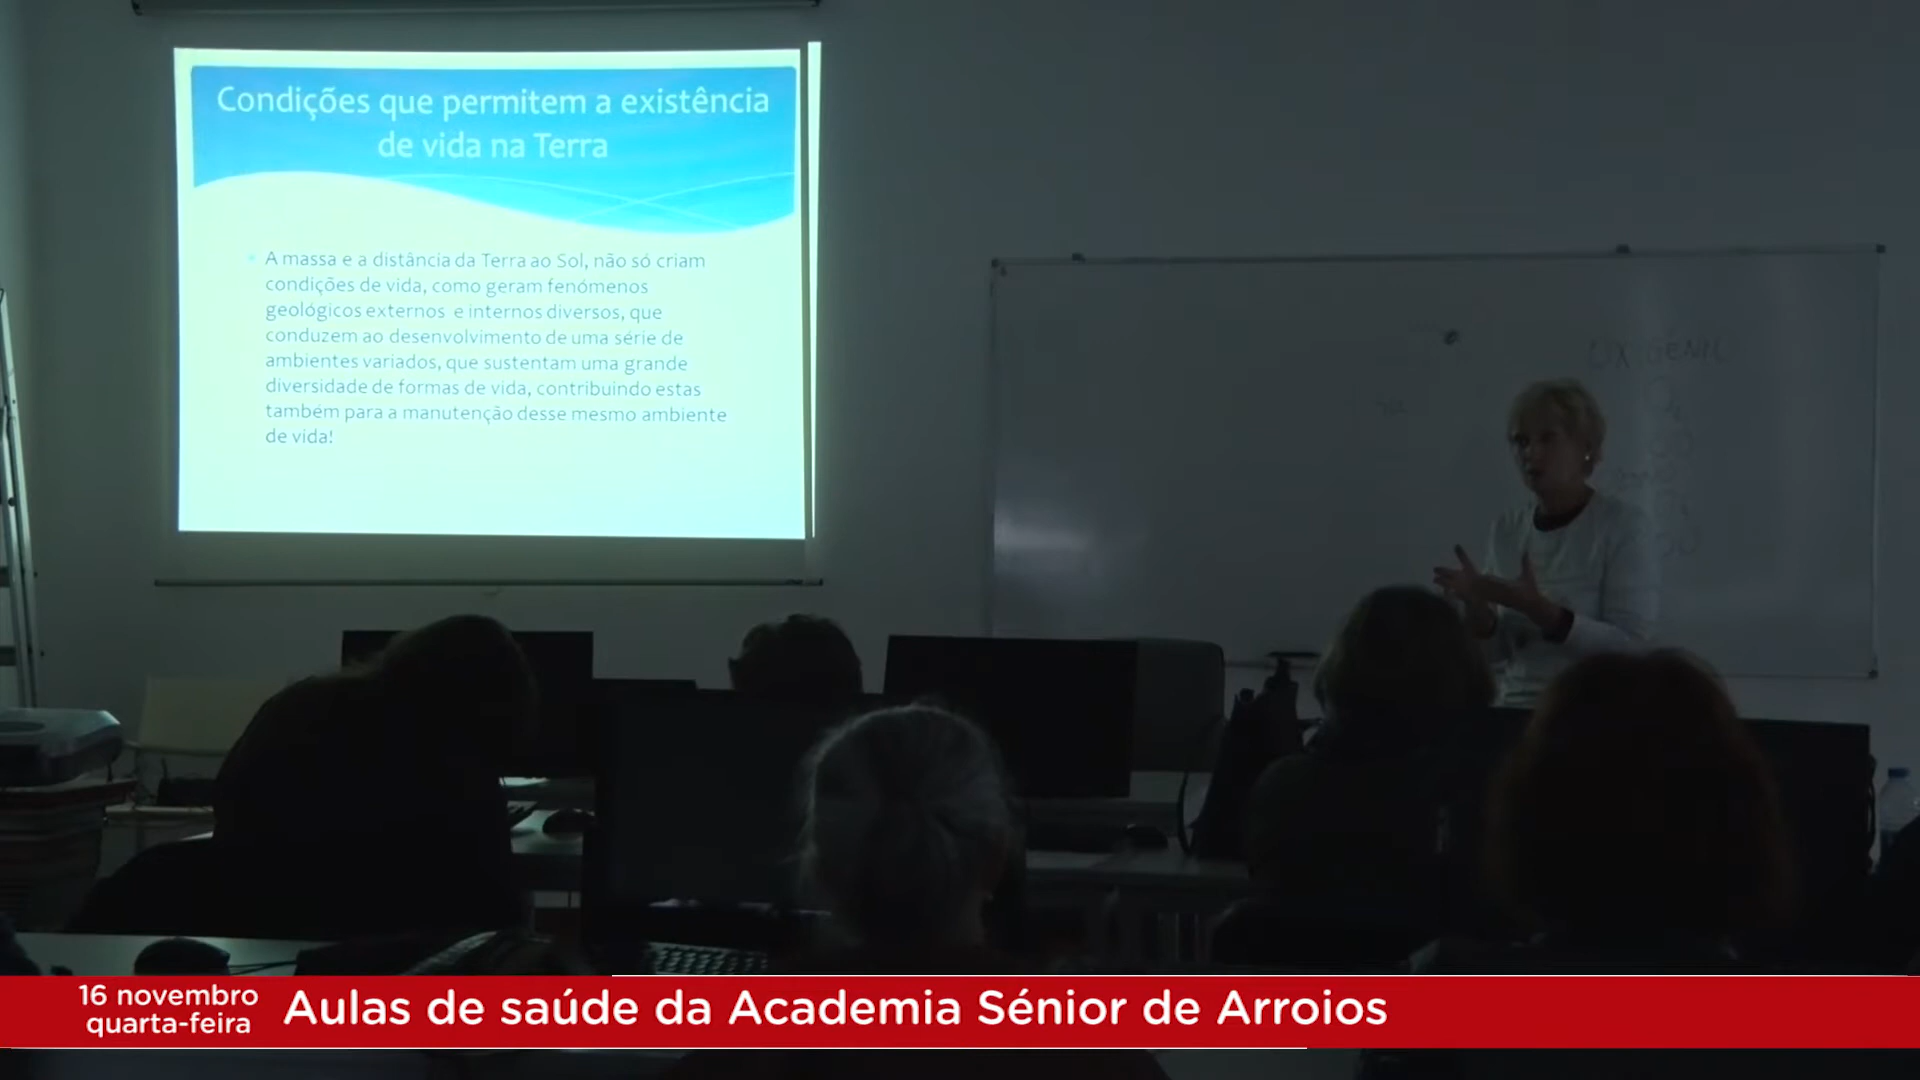 Condições que permitem a existência
de vida na Terra
A massa e a distância da Terra ao Sol, não só criam
condições de vida, como geram fenómenos
geológicos externos e internos diversos, que
conduzem ao desenvolvimento de uma série de
ambientes variados, que sustentam uma grande
diversidade de formas de vida, contribuindo estas
também para a manutenção desse mesmo ambiente
de vida!
16 novembro
quarta-feira
Aulas de saúde da Academia Sénior de Arroios